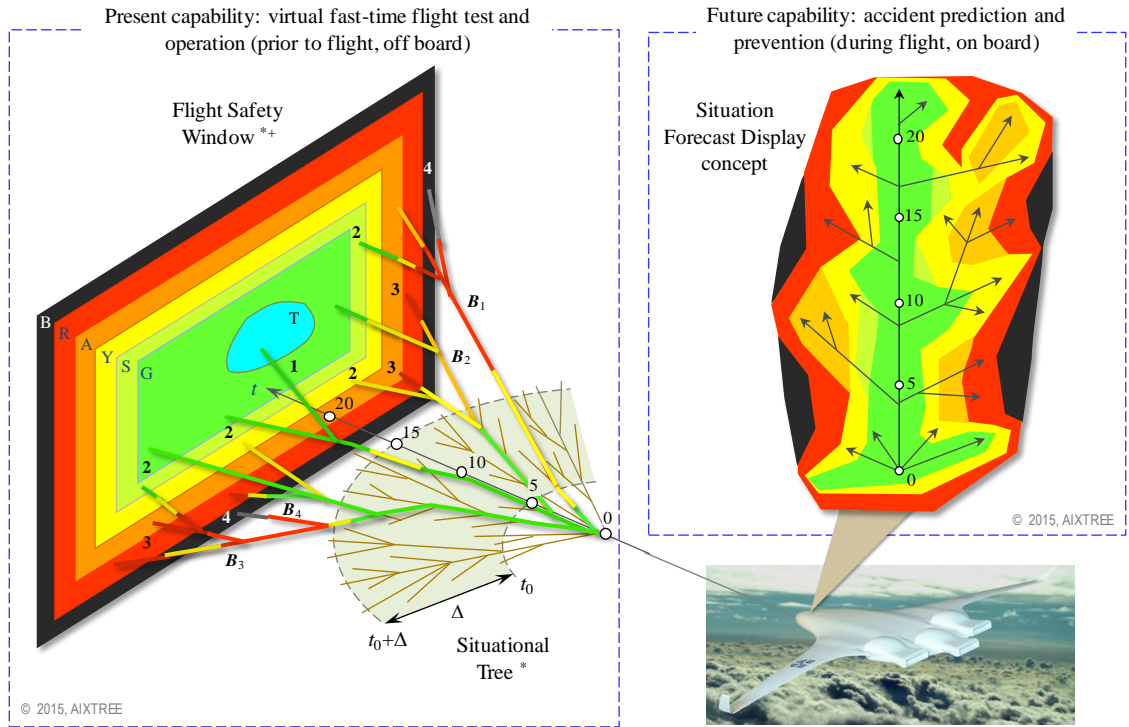 Present capability: virtual fast-time flight test and
operation (prior to flight, off board)
Flight Safety
Window *+
4
2
3
B1
B2
B
R
A
Y
S
G
T
1
2
3
t
20
15
10
5
0
2
2
4
B4
3
B3
t0
Δ
t0+Δ
Situational
Tree *
© 2015, AIXTREE
Future capability: accident prediction and
prevention (during flight, on board)
Situation
Forecast Display
concept
20
15
10
5
0
© 2015, AIXTREE